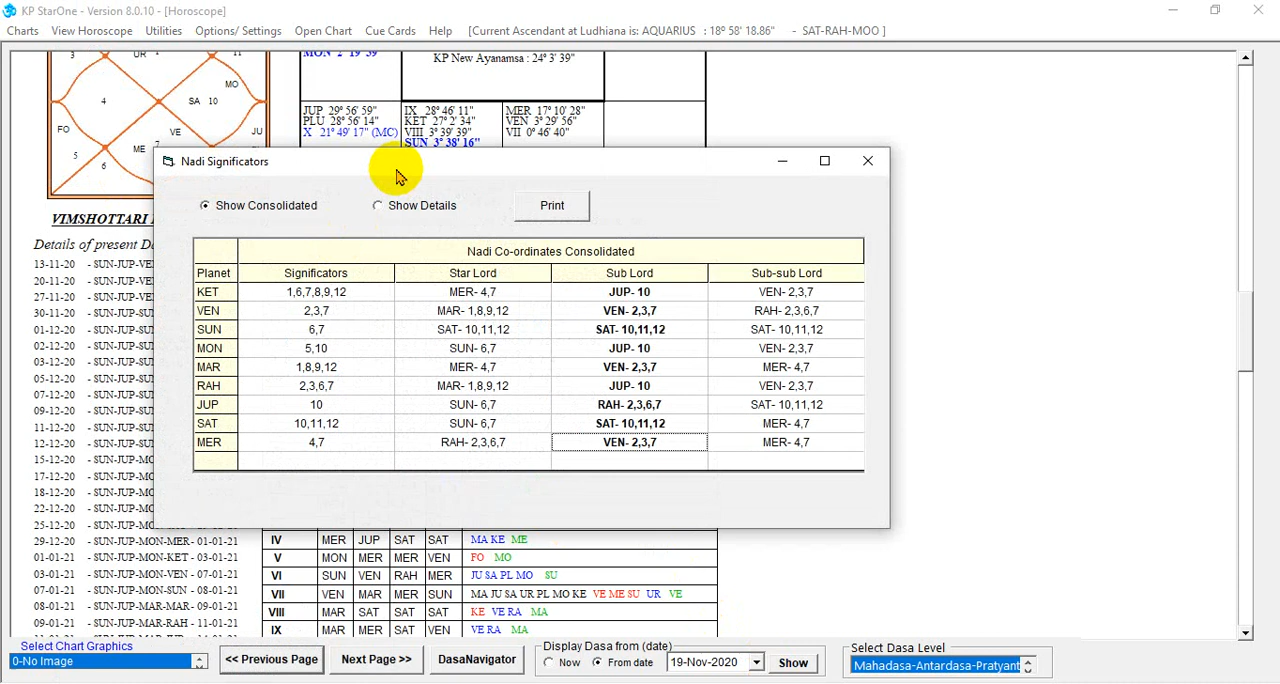 KP StarOne - Version 8.0.10 - [Horoscope]
Charts View Horoscope Utilities Options/ Settings Open Chart Cue Cards Help [Current Ascendant at Ludhiana is: AQUARIUS : 18° 58' 18.86" - SAT-RAH-MOO ]
3 UR 1 11
MO
4 SA 10
FO VE JU
5 ME 7
6
MON 2° 19' 39"
KP New Ayanamsa : 24° 3' 39"
JUP 29° 56' 59" IX 28° 46' 11" MER 17° 10' 28"
PLU 28° 56' 14" KET 27° 2' 34" VEN 3° 29' 56"
X 21° 49' 17" (MC) VIII 3° 39' 39" VII 0° 46' 40"
SUN 3° 38' 16"
VIMSHOTTARI
Details of present
13-11-20 - SUN-JUP-VE
20-11-20 - SUN-JUP-SU
27-11-20 - SUN-JUP-SU
30-11-20 - SUN-JUP-SU
01-12-20 - SUN-JUP-SU
03-12-20 - SUN-JUP-SU
05-12-20 - SUN-JUP-SU
07-12-20 - SUN-JUP-SU
09-12-20 - SUN-JUP-SU
11-12-20 - SUN-JUP-SU
12-12-20 - SUN-JUP-SU
15-12-20 - SUN-JUP-MO
17-12-20 - SUN-JUP-MO
18-12-20 - SUN-JUP-MO
22-12-20 - SUN-JUP-MO
25-12-20 - SUN-JUP-MO
29-12-20 - SUN-JUP-MON-MER - 01-01-21
01-01-21 - SUN-JUP-MON-KET - 03-01-21
03-01-21 - SUN-JUP-MON-VEN - 07-01-21
07-01-21 - SUN-JUP-MON-SUN - 08-01-21
08-01-21 - SUN-JUP-MAR-MAR - 09-01-21
09-01-21 - SUN-JUP-MAR-RAH - 11-01-21
Nadi Significators
Show Consolidated Show Details Print
Nadi Co-ordinates Consolidated
Planet Significators Star Lord Sub Lord Sub-sub Lord
KET 1,6,7,8,9,12 MER- 4,7 JUP- 10 VEN- 2,3,7
VEN 2,3,7 MAR- 1,8,9,12 VEN- 2,3,7 RAH- 2,3,6,7
SUN 6,7 SAT- 10,11,12 SAT- 10,11,12 SAT- 10,11,12
MON 5,10 SUN- 6,7 JUP- 10 VEN- 2,3,7
MAR 1,8,9,12 MER- 4,7 VEN- 2,3,7 MER- 4,7
RAH 2,3,6,7 MAR- 1,8,9,12 JUP- 10 VEN- 2,3,7
JUP 10 SUN- 6,7 RAH- 2,3,6,7 SAT- 10,11,12
SAT 10,11,12 SUN- 6,7 SAT- 10,11,12 MER- 4,7
MER 4,7 RAH- 2,3,6,7 VEN- 2,3,7 MER- 4,7
IV MER JUP SAT SAT MA KE ME
V MON MER MER VEN FO MO
VI SUN VEN RAH MER JU SA PL MO SU
VII VEN MAR MER SUN MA JU SA UR PL MO KE VE ME SU UR VE
VIII MAR SAT SAT SAT KE VE RA MA
IX MAR MER SAT VEN VE RA MA
Select Chart Graphics
0-No Image
<< Previous Page Next Page >> DasaNavigator
Display Dasa from (date)
Now From date 19-Nov-2020 Show
Select Dasa Level
Mahadasa-Antardasa-Pratyant